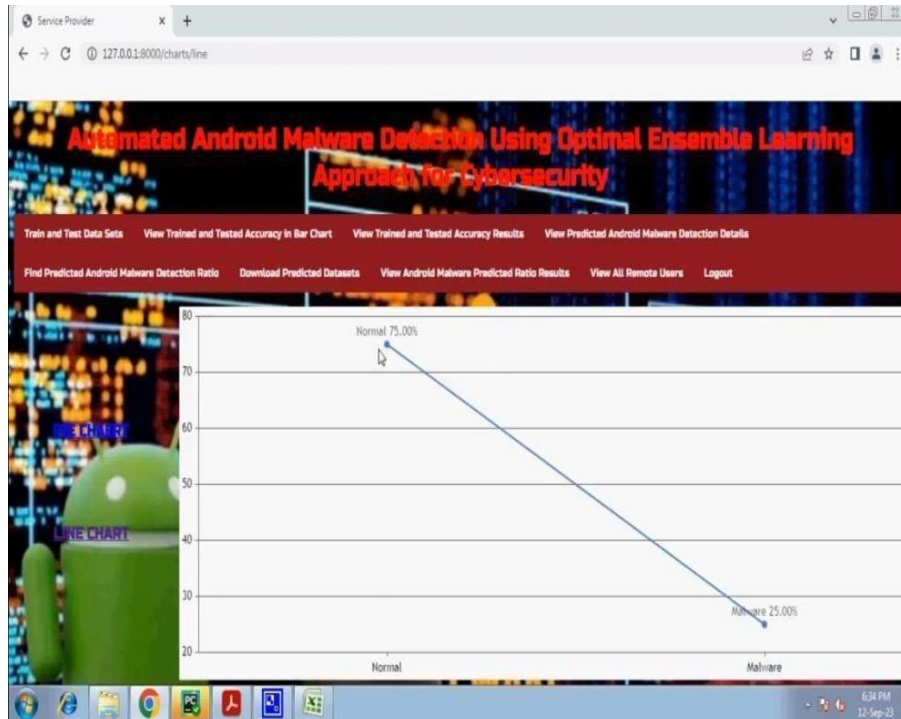 Service Provider
127.0.0.1:8000/charts/line
Automated Android Malware Detection Using Optimal Ensemble Learning
Approach for Cybersecurity
Train and Test Data Sets View Trained and Tested Accuracy in Bar Chart View Trained and Tested Accuracy Results View Predicted Android Malware Detection Details
Find Predicted Android Malware Detection Ratio Download Predicted Datasets View Android Malware Predicted Ratio Results View All Remote Users Logout
80
Normal 75.00%
70
PIE CHART
60
50
LINE CHART
40
30
Malware 25.00%
20
Normal Malware
PC
6:34 PM
12-Sep-23